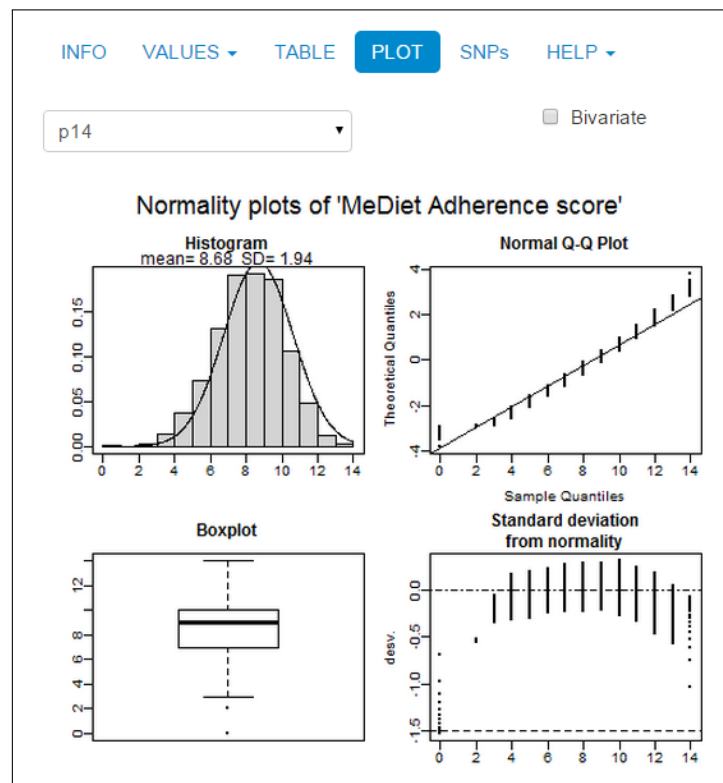 INFO VALUES TABLE PLOT SNPs HELP
p14 Bivariate
Normality plots of 'MeDiet Adherence score'
Histogram
mean= 8.68 SD= 1.94
0.15
0.10
0.05
0.00
0 2 4 6 8 10 12 14
Normal Q-Q Plot
Theoretical Quantiles
4
2
0
-2
-4
0 2 4 6 8 10 12 14
Sample Quantiles
Boxplot
12
8
6
4
2
0
Standard deviation
from normality
desv.
0.0
-0.5
-1.0
-1.5
0 2 4 6 8 10 12 14